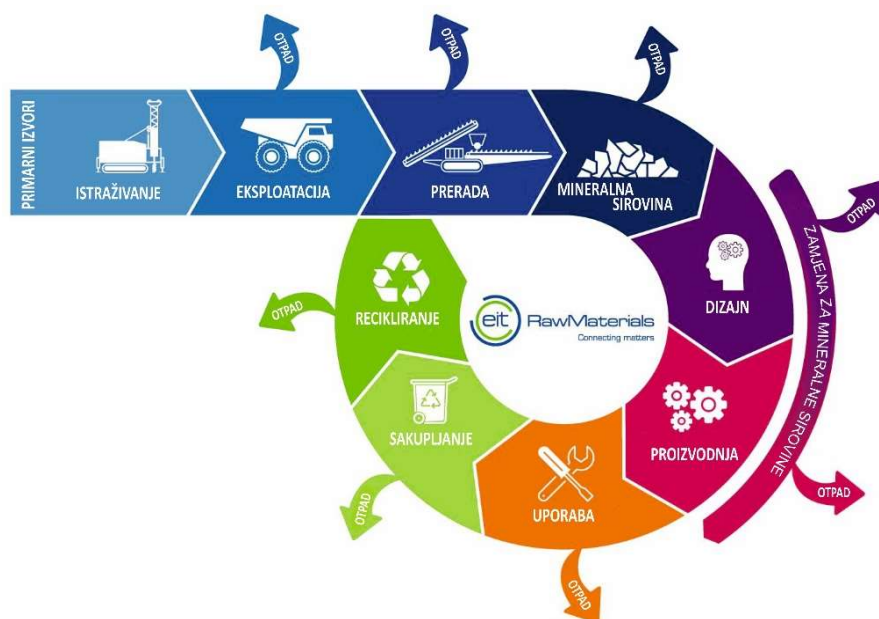 OTPAD
OTPAD
OTPAD
PRIMARNI IZVORI
ISTRAŽIVANJE
EKSPLOATACIJA
PRERADA
MINERALNA
SIROVINA
OTPAD
ZAMJENA ZA MINERALNE SIROVINE
DIZAJN
OTPAD
RECIKLIRANJE
eit RawMaterials
Connecting matters
SAKUPLJANJE
PROIZVODNJA
OTPAD
OTPAD
UPORABA
OTPAD